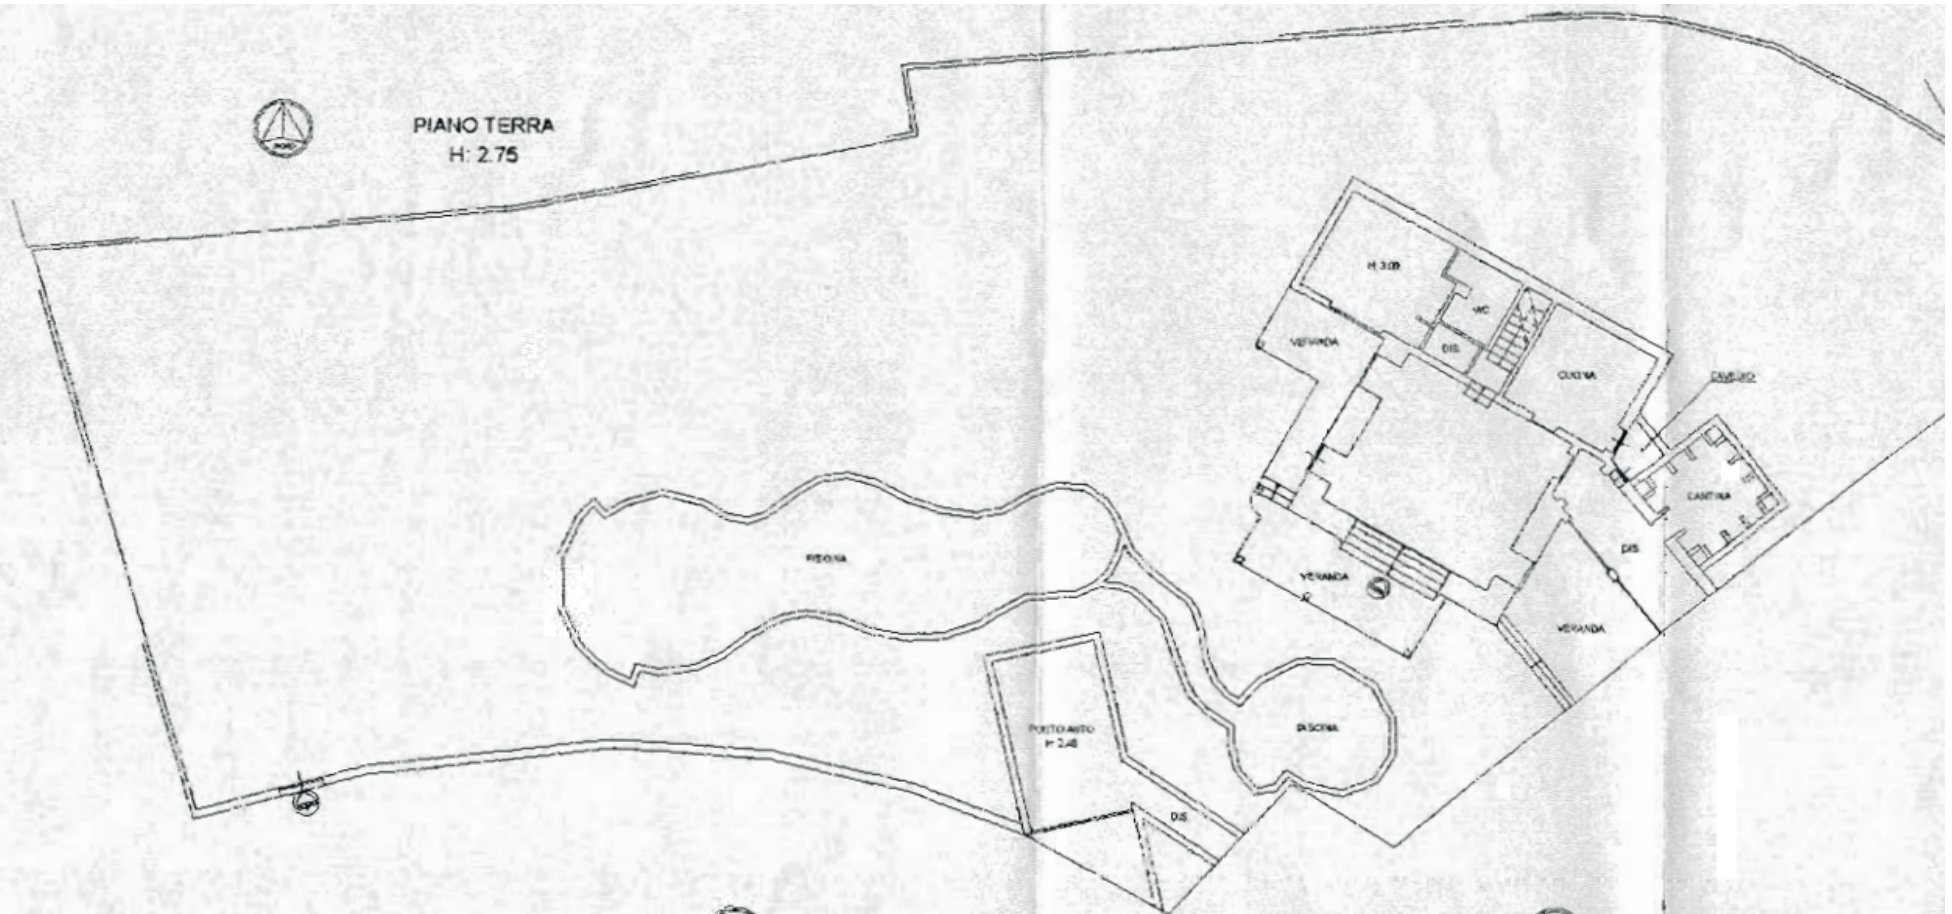 PIANO TERRA
H: 2.75
H: 3.00
WC
VERANDA
DIS.
CUCINA
CAVEDIO
CANTINA
PISCINA
VERANDA
DIS.
VERANDA
POSTO AUTO
H: 2.40
PISCINA
DIS.